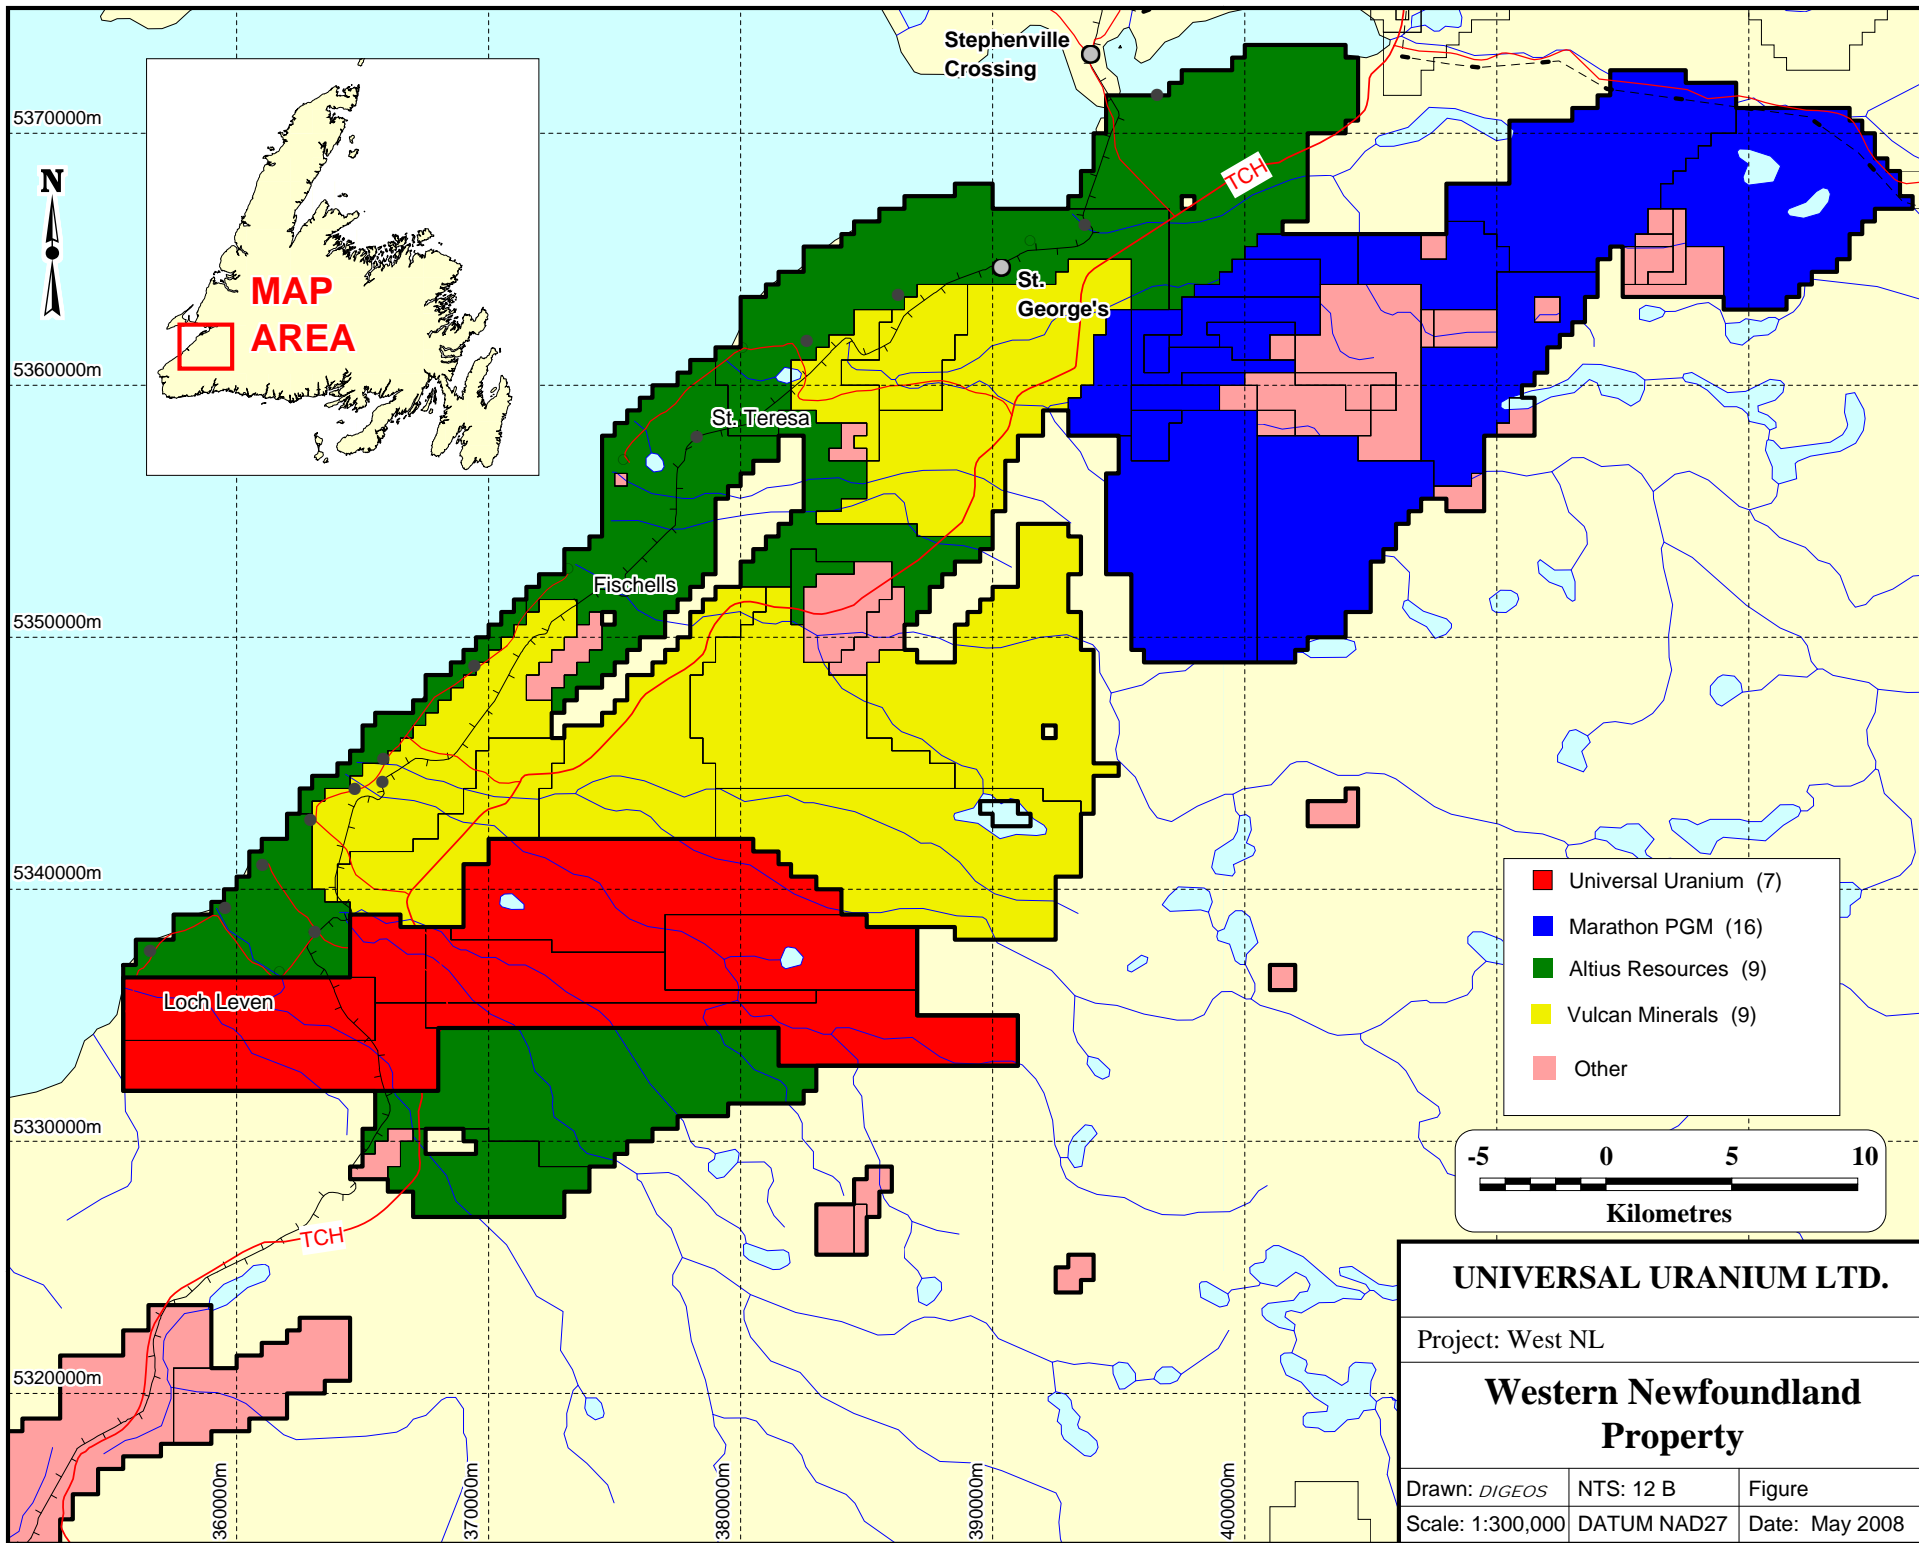 Stephenville
Crossing
5370000m
N
TCH
MAP
AREA
St.
George's
5360000m
St. Teresa
Fischells
5350000m
5340000m
Universal Uranium (7)
Marathon PGM (16)
Altius Resources (9)
Vulcan Minerals (9)
Other
Loch Leven
5330000m
-5 0 5 10
Kilometres
TCH
UNIVERSAL URANIUM LTD.
Project: West NL
Western Newfoundland
Property
5320000m
360000m
370000m
380000m
390000m
400000m
Drawn: DIGEOS NTS: 12 B Figure
Scale: 1:300,000 DATUM NAD27 Date: May 2008